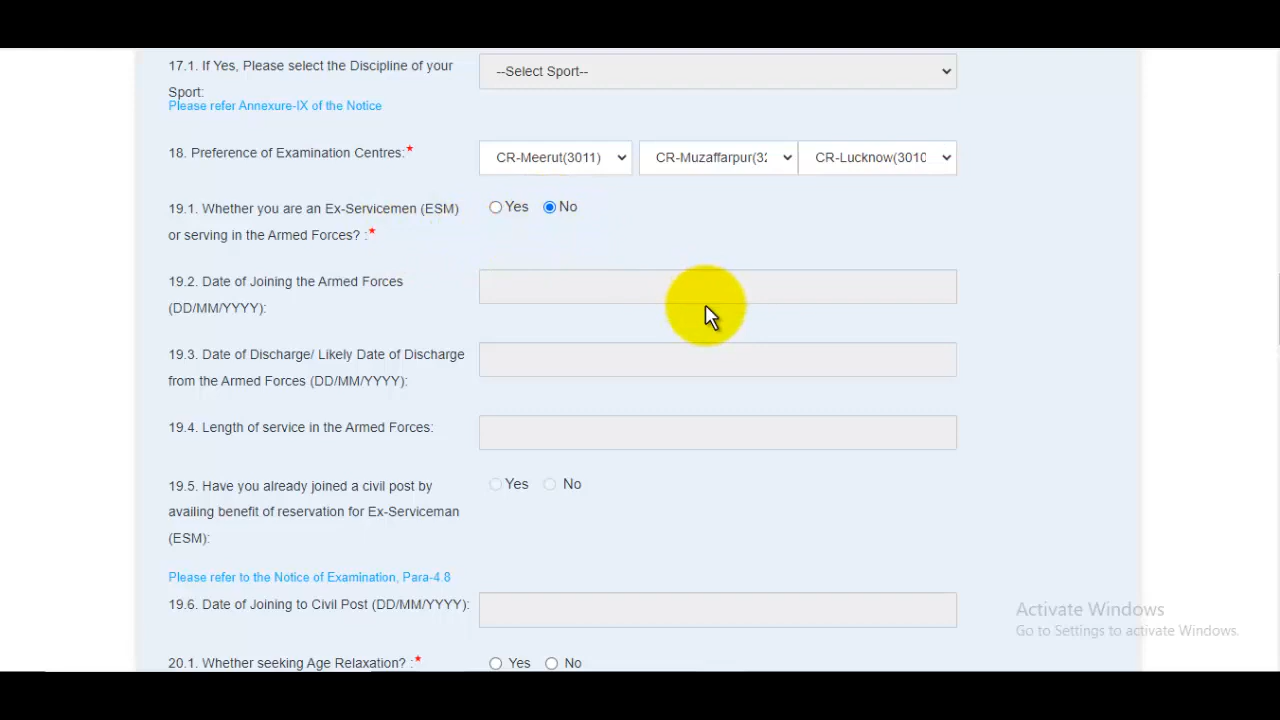 17.1. If Yes, Please select the Discipline of your
Sport:
--Select Sport--
Please refer Annexure-IX of the Notice
18. Preference of Examination Centres:*
CR-Meerut(3011)
CR-Muzaffarpur(32
CR-Lucknow(3010
19.1. Whether you are an Ex-Servicemen (ESM)
or serving in the Armed Forces? :*
Yes No
19.2. Date of Joining the Armed Forces
(DD/MM/YYYY):
19.3. Date of Discharge/ Likely Date of Discharge
from the Armed Forces (DD/MM/YYYY):
19.4. Length of service in the Armed Forces:
19.5. Have you already joined a civil post by
availing benefit of reservation for Ex-Serviceman
(ESM):
Yes No
Please refer to the Notice of Examination, Para-4.8
19.6. Date of Joining to Civil Post (DD/MM/YYYY):
20.1. Whether seeking Age Relaxation? :*
Yes No
Activate Windows
Go to Settings to activate Windows.